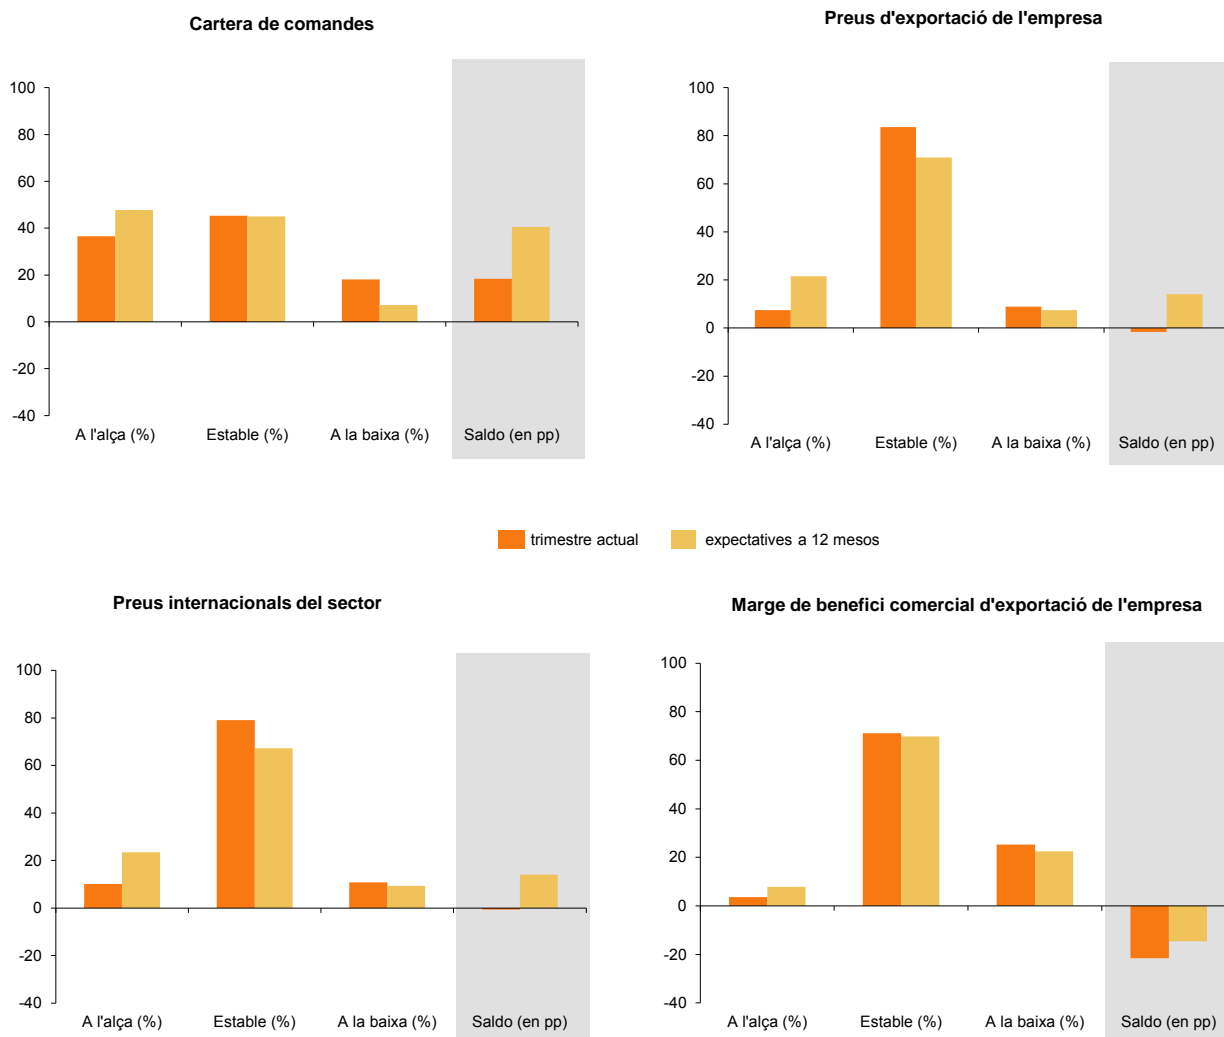 Cartera de comandes
100
80
60
40
20
0
-20
-40
A l'alça (%)
Estable (%)
A la baixa (%)
Saldo (en pp)
Preus d'exportació de l'empresa
100
80
60
40
20
0
-20
-40
A l'alça (%)
Estable (%)
A la baixa (%)
Saldo (en pp)
trimestre actual
expectatives a 12 mesos
Preus internacionals del sector
100
80
60
40
20
0
-20
-40
A l'alça (%)
Estable (%)
A la baixa (%)
Saldo (en pp)
Marge de benefici comercial d'exportació de l'empresa
100
80
60
40
20
0
-20
-40
A l'alça (%)
Estable (%)
A la baixa (%)
Saldo (en pp)